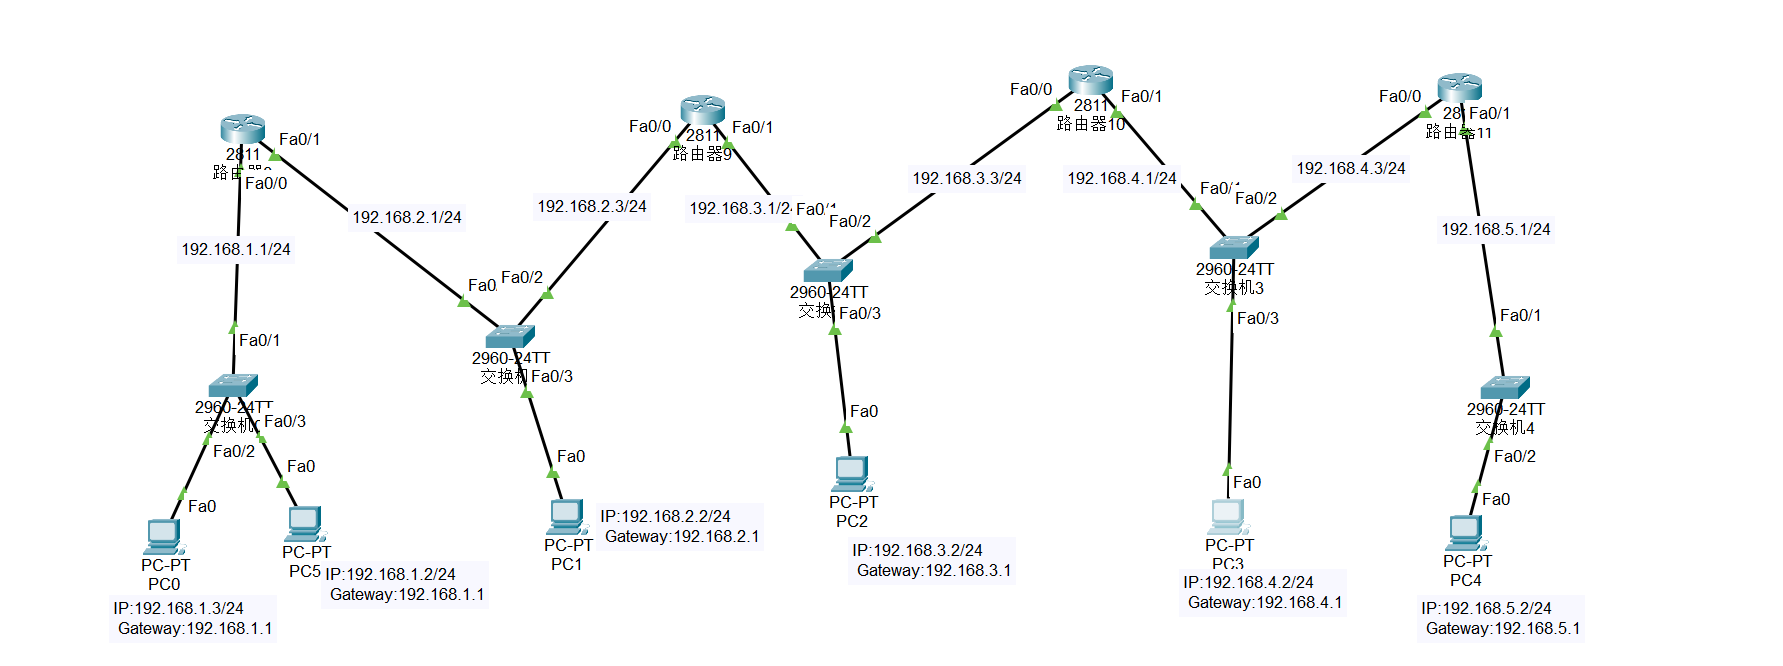 Fa0/0
2811
Fa0/1
路由器10
Fa0/0
Fa0/1
路由器11
Fa0/0
2811
Fa0/1
路由器9
Fa0/1
2811
Fa0/0
192.168.3.3/24
192.168.4.1/24
192.168.4.3/24
192.168.2.1/24
192.168.2.3/24
192.168.3.1/24
Fa0/1
Fa0/2
Fa0/2
192.168.5.1/24
192.168.1.1/24
2960-24TT
交换机3
Fa0/3
2960-24TT
Fa0/3
Fa0/2
2960-24TT
Fa0/3
Fa0/1
2960-24TT
Fa0/3
Fa0/2
Fa0/1
2960-24TT
交换机4
Fa0/2
Fa0
PC-PT
PC0
IP:192.168.1.3/24
Gateway:192.168.1.1
Fa0
PC-PT
PC5
IP:192.168.1.2/24
Gateway:192.168.1.1
Fa0
PC-PT
PC1
IP:192.168.2.2/24
Gateway:192.168.2.1
Fa0
PC-PT
PC2
IP:192.168.3.2/24
Gateway:192.168.3.1
Fa0
PC-PT
PC3
IP:192.168.4.2/24
Gateway:192.168.4.1
Fa0
PC-PT
PC4
IP:192.168.5.2/24
Gateway:192.168.5.1